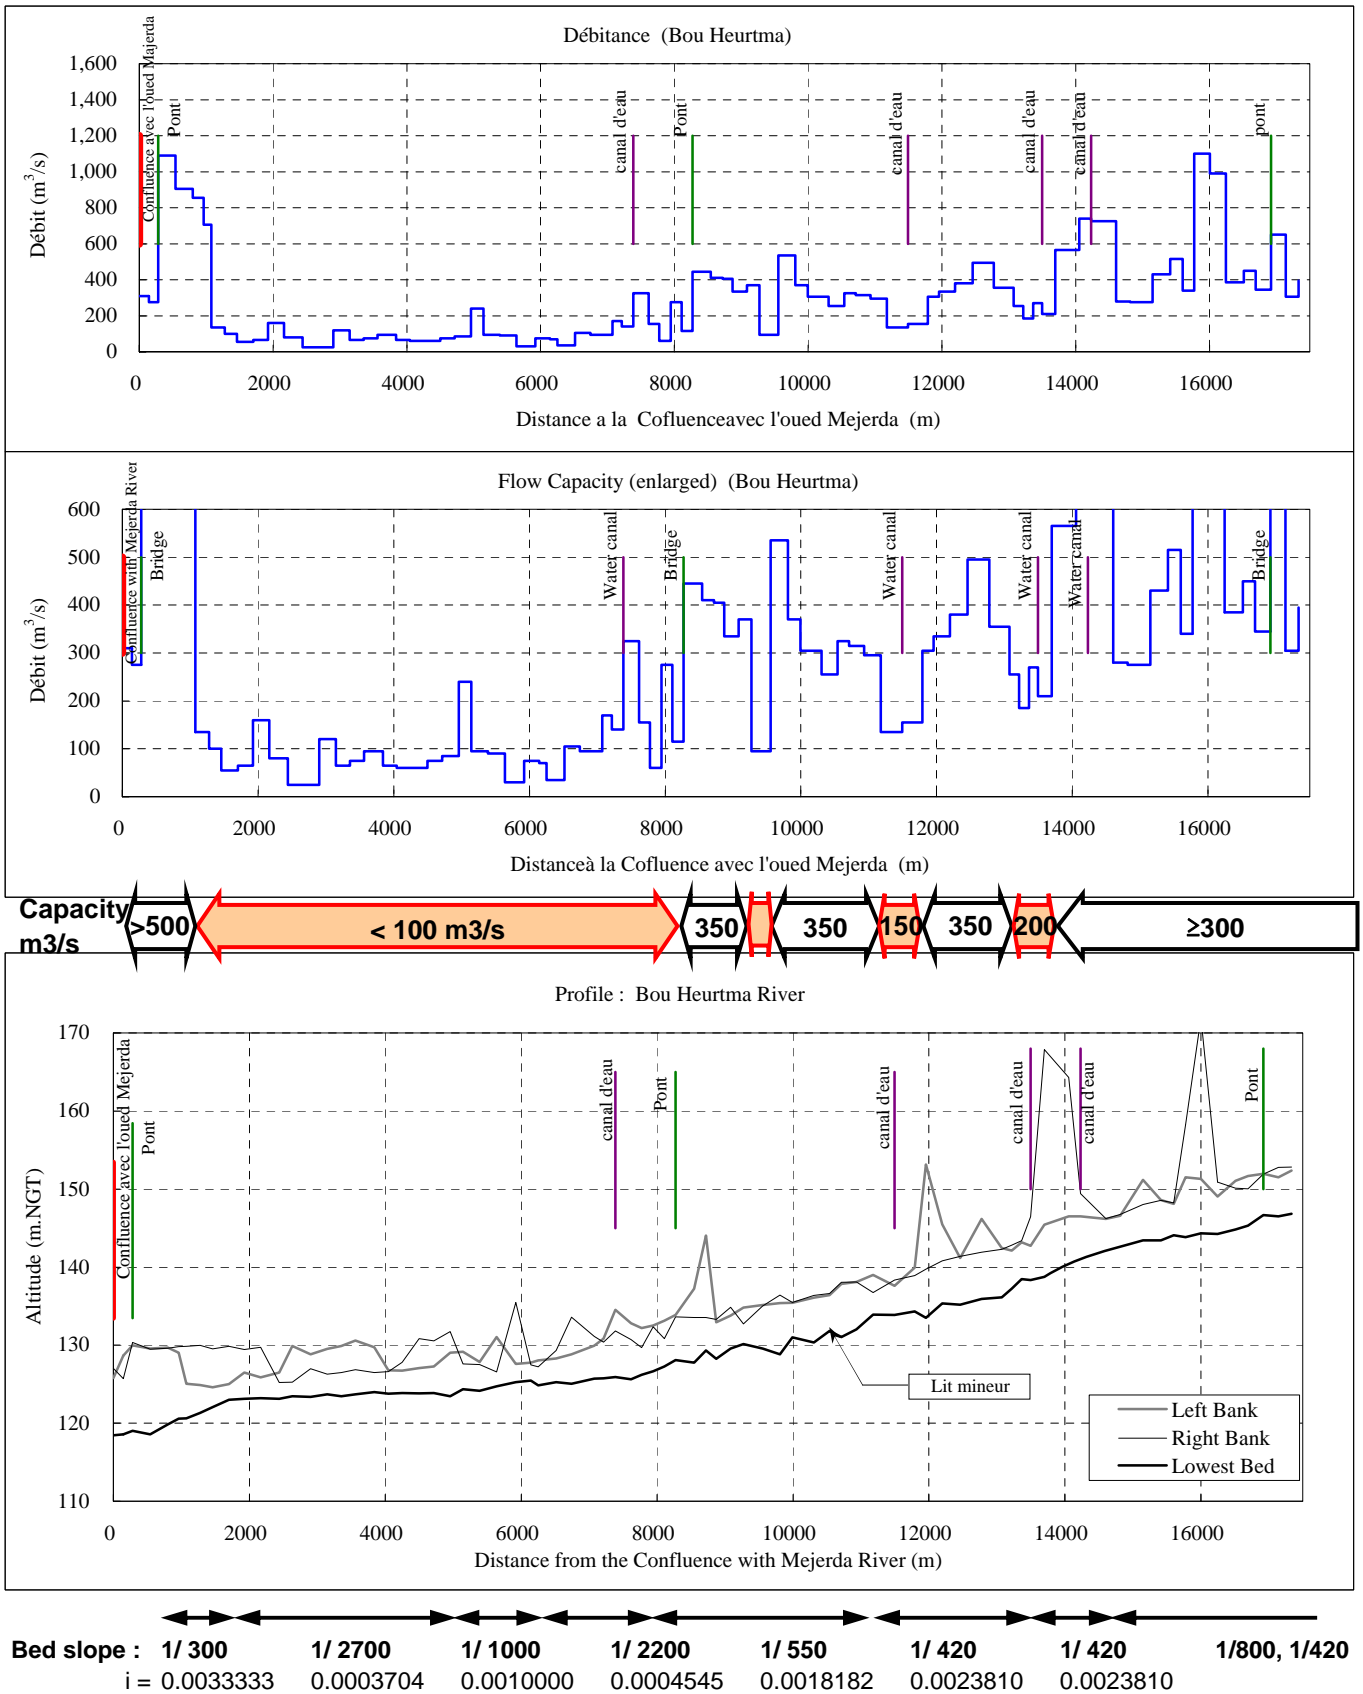 Débitance (Bou Heurtma)
1,600
1,400
1,200
1,000
800
600
400
200
0
Débit (m³/s)
Confluence avec l'oued Majerda
Pont
canal d'eau
Pont
canal d'eau
canal d'eau
canal d'eau
pont
0 2000 4000 6000 8000 10000 12000 14000 16000
Distance a la Cofluenceavec l'oued Mejerda (m)
Flow Capacity (enlarged) (Bou Heurtma)
600
500
400
300
200
100
0
Débit (m³/s)
Confluence with Mejerda River
Bridge
Water canal
Bridge
Water canal
Water canal
Water canal
Bridge
0 2000 4000 6000 8000 10000 12000 14000 16000
Distanceà la Cofluence avec l'oued Mejerda (m)
Capacity
m3/s
>500 < 100 m3/s 350 350 150 350 200 ≥300
Profile : Bou Heurtma River
170
160
150
140
130
120
110
Altitude (m.NGT)
Confluence avec l'oued Mejerda
Pont
canal d'eau
Pont
canal d'eau
canal d'eau
canal d'eau
Pont
Lit mineur
Left Bank
Right Bank
Lowest Bed
0 2000 4000 6000 8000 10000 12000 14000 16000
Distance from the Confluence with Mejerda River (m)
Bed slope : 1/ 300 1/ 2700 1/ 1000 1/ 2200 1/ 550 1/ 420 1/ 420 1/800, 1/420
i = 0.0033333 0.0003704 0.0010000 0.0004545 0.0018182 0.0023810 0.0023810